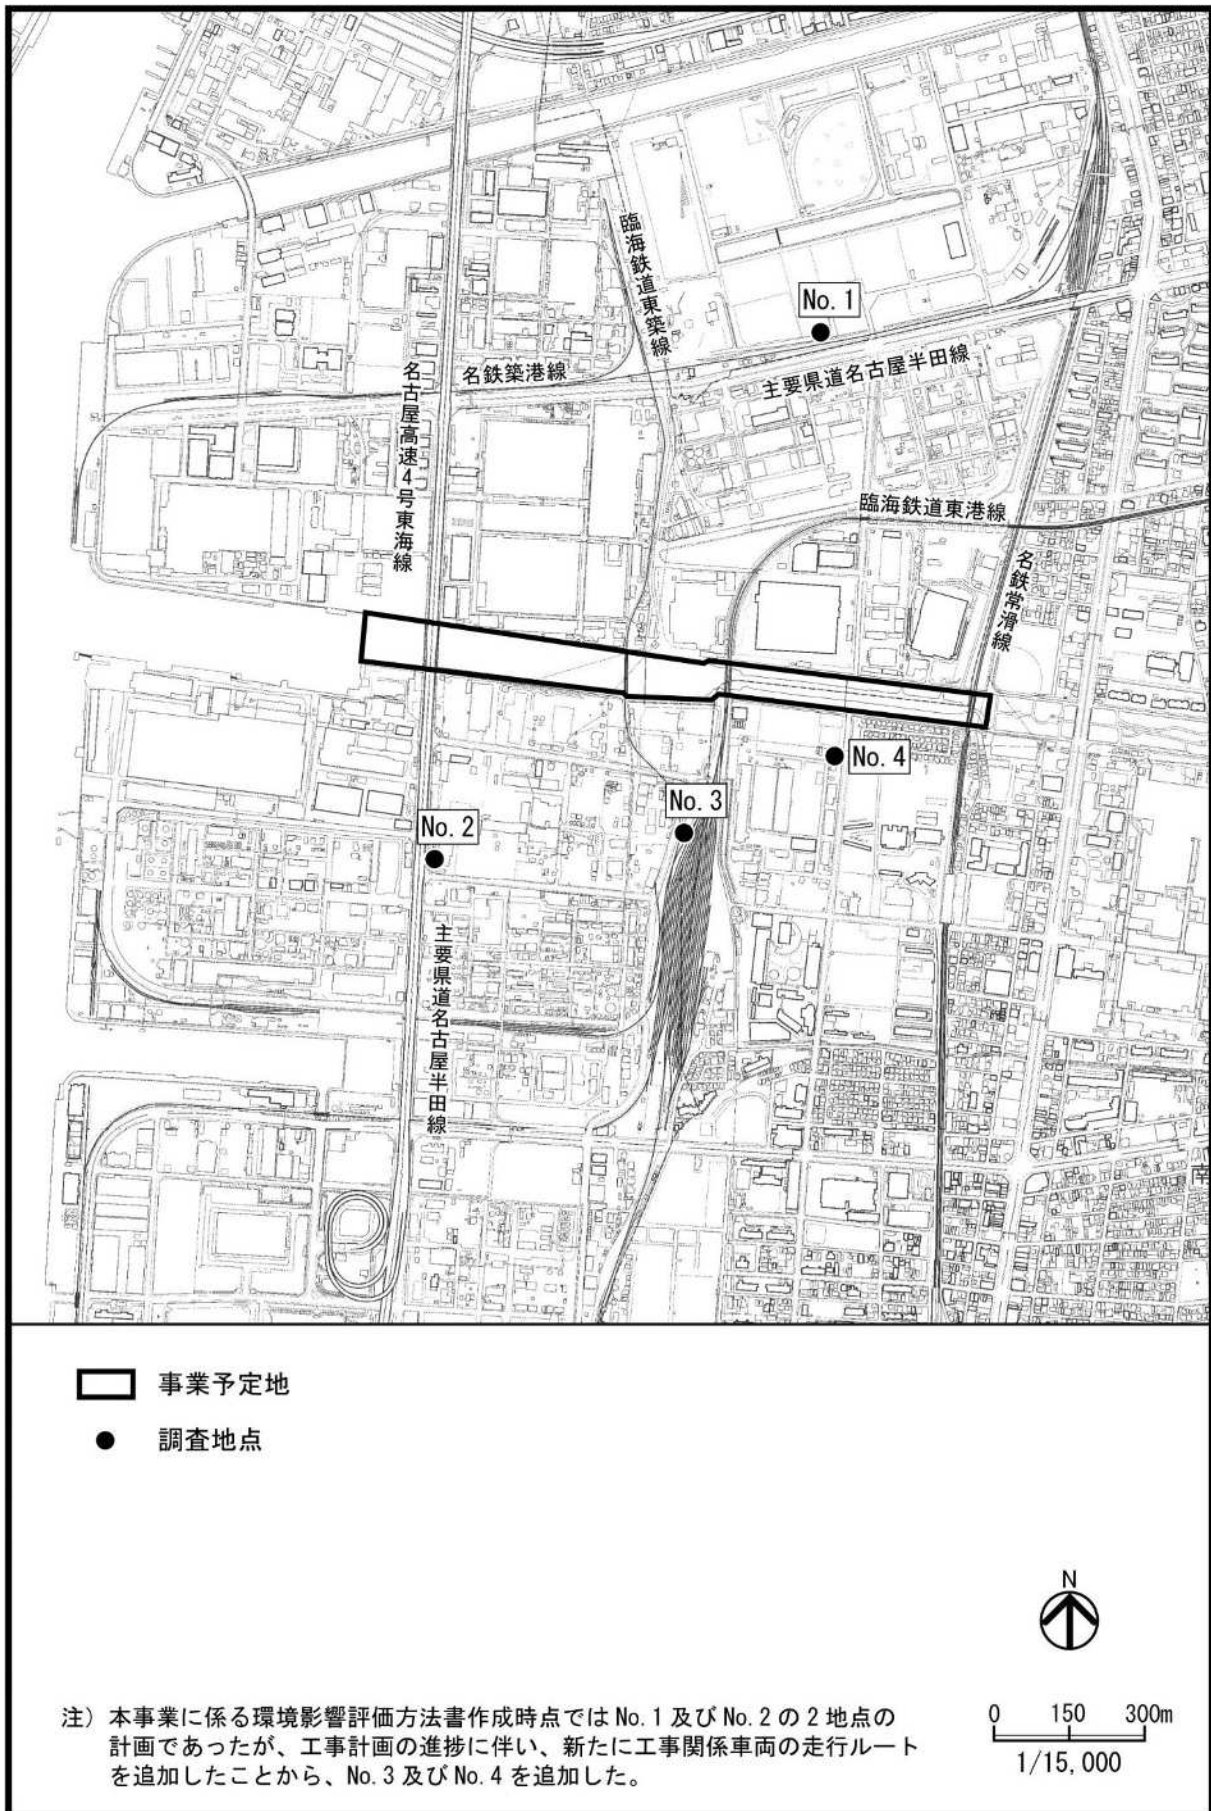 No. 1
臨海鉄道東築線
名鉄築港線
主要県道名古屋半田線
名古屋高速4号東海線
臨海鉄道東港線
名鉄常滑線
No. 4
No. 3
No. 2
主要県道名古屋半田線
南
事業予定地
調査地点
N
注）本事業に係る環境影響評価方法書作成時点ではNo.1及びNo.2の2地点の
計画であったが、工事計画の進捗に伴い、新たに工事関係車両の走行ルート
を追加したことから、No.3及びNo.4を追加した。
0 150 300m
1/15,000